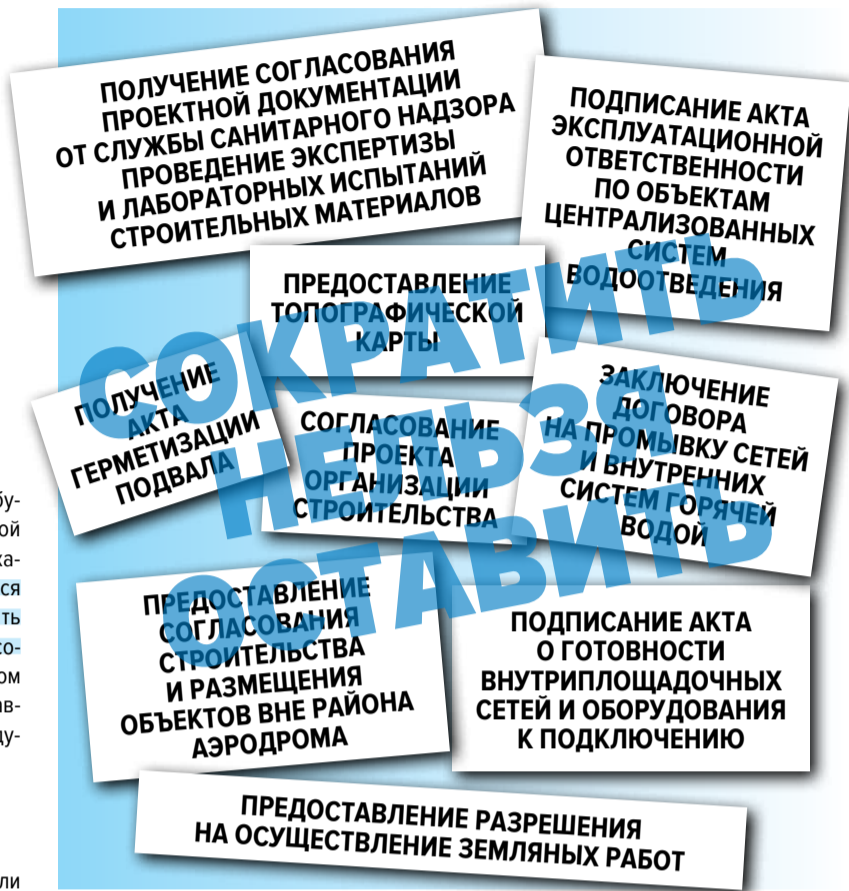 ПОЛУЧЕНИЕ СОГЛАСОВАНИЯ
ПРОЕКТНОЙ ДОКУМЕНТАЦИИ
ОТ СЛУЖБЫ САНИТАРНОГО НАДЗОРА
ПРОВЕДЕНИЕ ЭКСПЕРТИЗЫ
И ЛАБОРАТОРНЫХ ИСПЫТАНИЙ
СТРОИТЕЛЬНЫХ МАТЕРИАЛОВ
ПОДПИСАНИЕ АКТА
ЭКСПЛУАТАЦИОННОЙ
ОТВЕТСТВЕННОСТИ
ПО ОБЪЕКТАМ
ЦЕНТРАЛИЗОВАННЫХ
СИСТЕМ
ВОДООТВЕДЕНИЯ
ПРЕДОСТАВЛЕНИЕ
ТОПОГРАФИЧЕСКОЙ
КАРТЫ
СОКРАТИТЬ
НЕЛЬЗЯ
ОСТАВИТЬ
ПОЛУЧЕНИЕ
АКТА
ГЕРМЕТИЗАЦИИ
ПОДВАЛА
СОГЛАСОВАНИЕ
ПРОЕКТА
ОРГАНИЗАЦИИ
СТРОИТЕЛЬСТВА
ЗАКЛЮЧЕНИЕ
ДОГОВОРА
НА ПРОМЫВКУ СЕТЕЙ
И ВНУТРЕННИХ
СИСТЕМ ГОРЯЧЕЙ
ВОДОЙ
ПРЕДОСТАВЛЕНИЕ
СОГЛАСОВАНИЯ
СТРОИТЕЛЬСТВА
И РАЗМЕЩЕНИЯ
ОБЪЕКТОВ ВНЕ РАЙОНА
АЭРОДРОМА
ПОДПИСАНИЕ АКТА
О ГОТОВНОСТИ
ВНУТРИПЛОЩАДОЧНЫХ
СЕТЕЙ И ОБОРУДОВАНИЯ
К ПОДКЛЮЧЕНИЮ
ПРЕДОСТАВЛЕНИЕ РАЗРЕШЕНИЯ
НА ОСУЩЕСТВЛЕНИЕ ЗЕМЛЯНЫХ РАБОТ